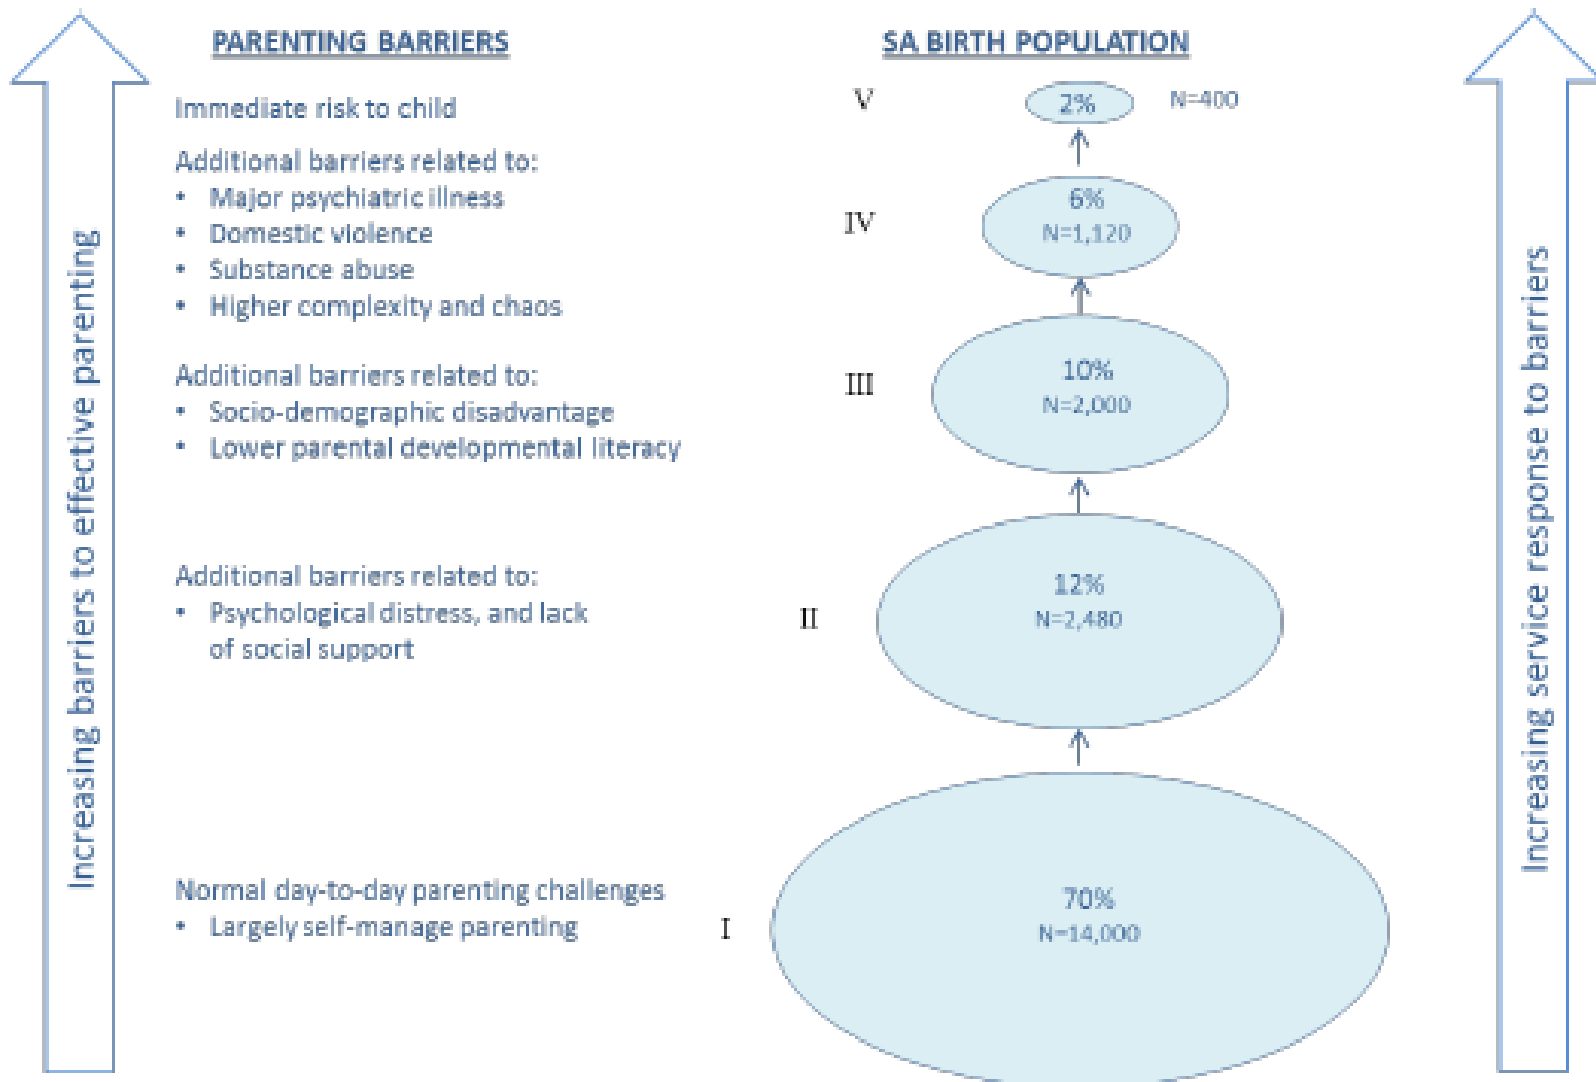 PARENTING BARRIERS
Immediate risk to child
Additional barriers related to:
• Major psychiatric illness
• Domestic violence
• Substance abuse
• Higher complexity and chaos
Additional barriers related to:
• Socio-demographic disadvantage
• Lower parental developmental literacy
Additional barriers related to:
• Psychological distress, and lack
of social support
Normal day-to-day parenting challenges
• Largely self-manage parenting
SA BIRTH POPULATION
V
2%
N=400
IV
6%
N=1,120
III
10%
N=2,000
II
12%
N=2,480
I
70%
N=14,000
Increasing barriers to effective parenting
Increasing service response to barriers